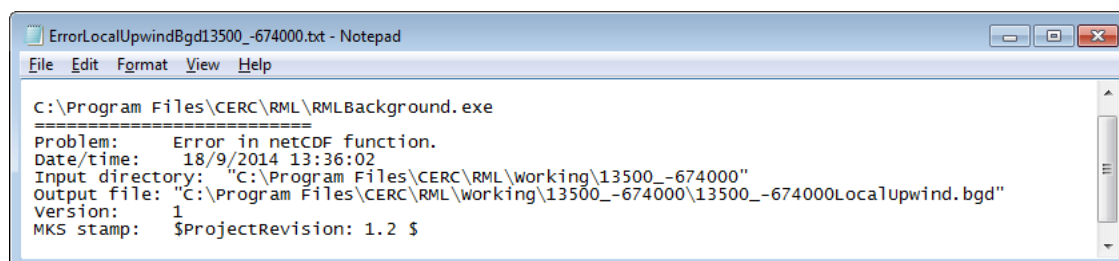 ErrorLocalUpwindBgd13500_-674000.txt - Notepad
File Edit Format View Help
C:\Program Files\CERC\RML\RMLBackground.exe
==========================
Problem: Error in netCDF function.
Date/time: 18/9/2014 13:36:02
Input directory: "C:\Program Files\CERC\RML\Working\13500_-674000"
Output file: "C:\Program Files\CERC\RML\Working\13500_-674000\13500_-674000LocalUpwind.bgd"
Version: 1
MKS stamp: $ProjectRevision: 1.2 $